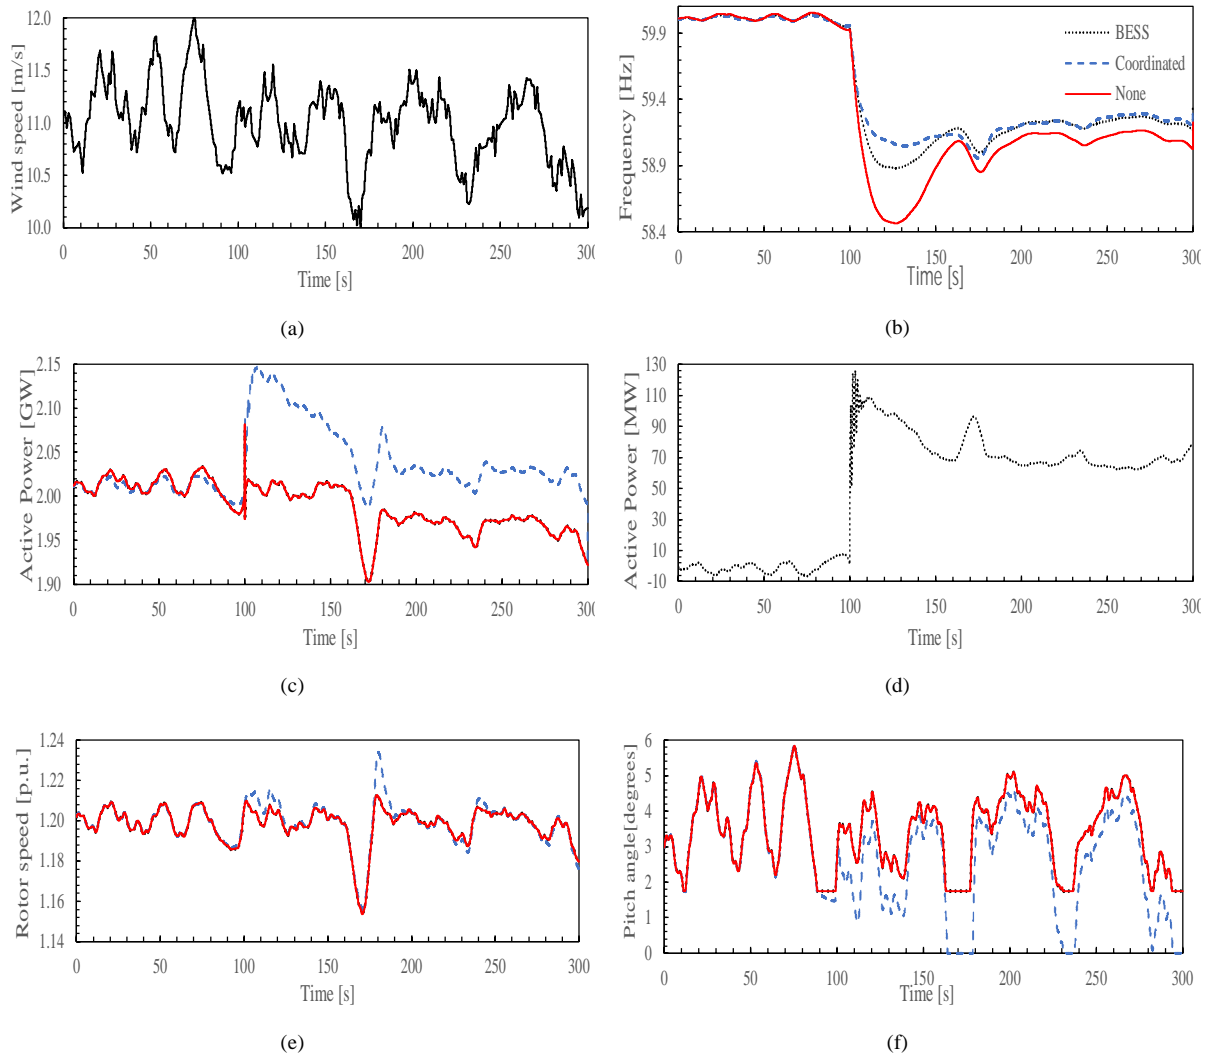 12.0
11.5
11.0
10.5
10.0
Wind speed [m/s]
0 50 100 150 200 250 300
Time [s]
(a)
59.9
59.4
58.9
58.4
Frequency [Hz]
BESS
Coordinated
None
0 50 100 150 200 250 300
Time [s]
(b)
2.15
2.10
2.05
2.00
1.95
1.90
Active Power [GW]
0 50 100 150 200 250 300
Time [s]
(c)
130
110
90
70
50
30
10
-10
Active Power [MW]
0 50 100 150 200 250 300
Time [s]
(d)
1.24
1.22
1.20
1.18
1.16
1.14
Rotor speed [p.u.]
0 50 100 150 200 250 300
Time [s]
(e)
6
5
4
3
2
1
0
Pitch angle[degrees]
0 50 100 150 200 250 300
Time [s]
(f)